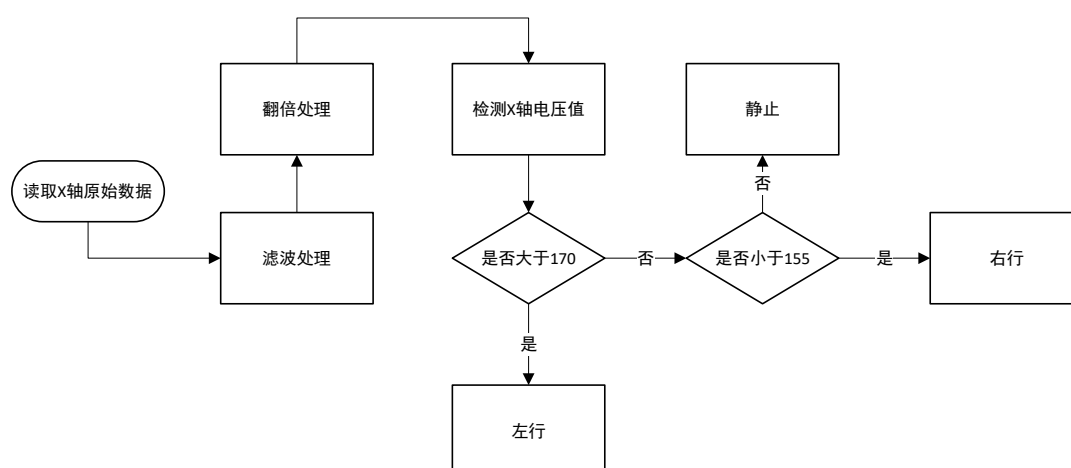 翻倍处理
检测X轴电压值
静止
读取X轴原始数据
否
滤波处理
是否大于170
否
是否小于155
是
右行
是
左行